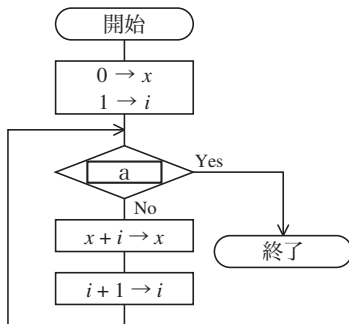 開始
0 → x
1 → i
a
Yes
No
x + i → x
終了
i + 1 → i